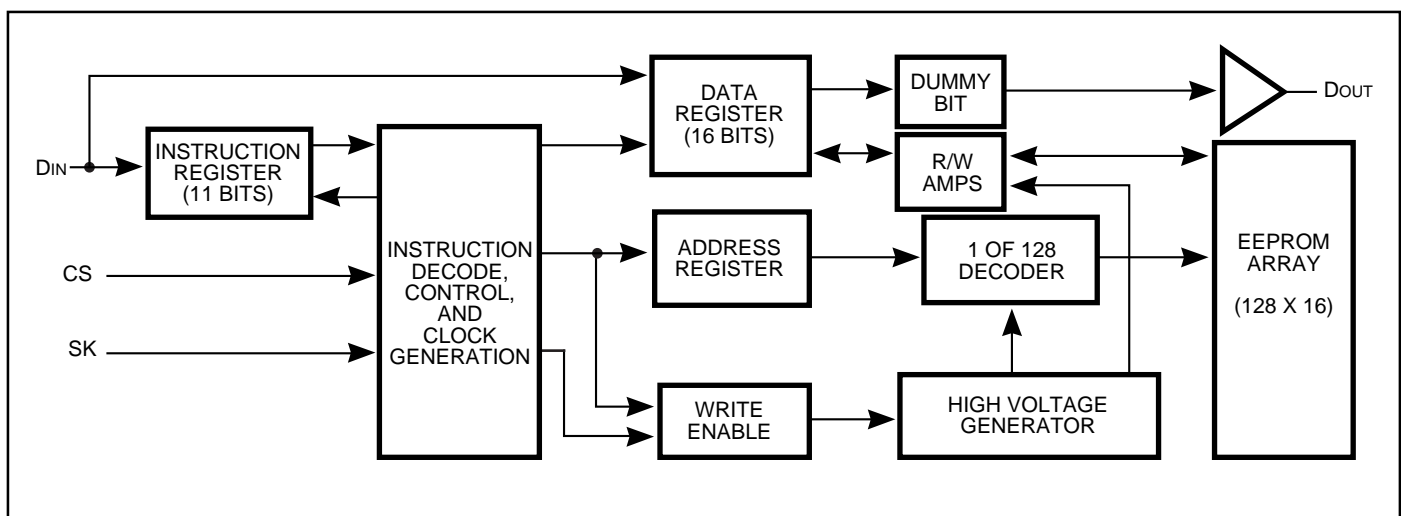 DIN
INSTRUCTION
REGISTER
(11 BITS)
CS
SK
INSTRUCTION
DECODE,
CONTROL,
AND
CLOCK
GENERATION
DATA
REGISTER
(16 BITS)
ADDRESS
REGISTER
WRITE
ENABLE
DUMMY
BIT
R/W
AMPS
1 OF 128
DECODER
HIGH VOLTAGE
GENERATOR
DOUT
EEPROM
ARRAY
(128 X 16)